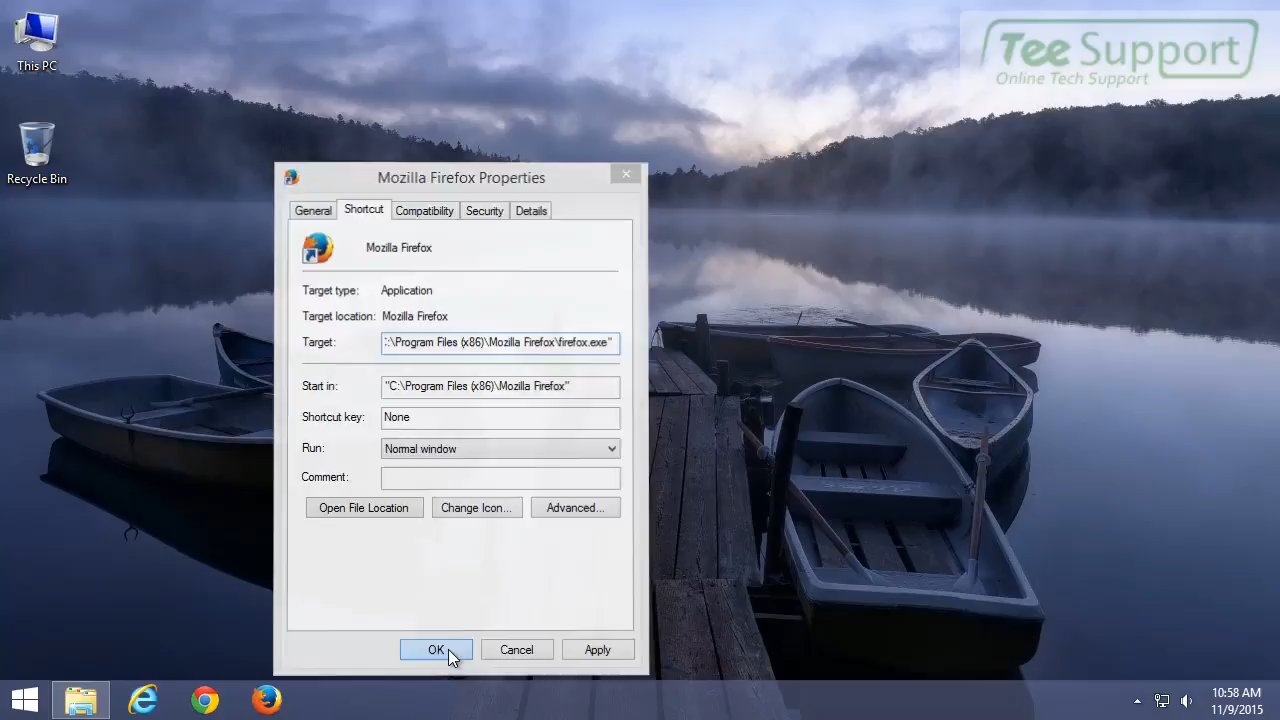 This PC
Recycle Bin
Tee Support
Online Tech Support
Mozilla Firefox Properties
General Shortcut Compatibility Security Details
Mozilla Firefox
Target type: Application
Target location: Mozilla Firefox
Target: :\Program Files (x86)\Mozilla Firefox\firefox.exe"
Start in: "C:\Program Files (x86)\Mozilla Firefox"
Shortcut key: None
Run: Normal window
Comment:
Open File Location Change Icon... Advanced...
OK Cancel Apply
10:58 AM
11/9/2015